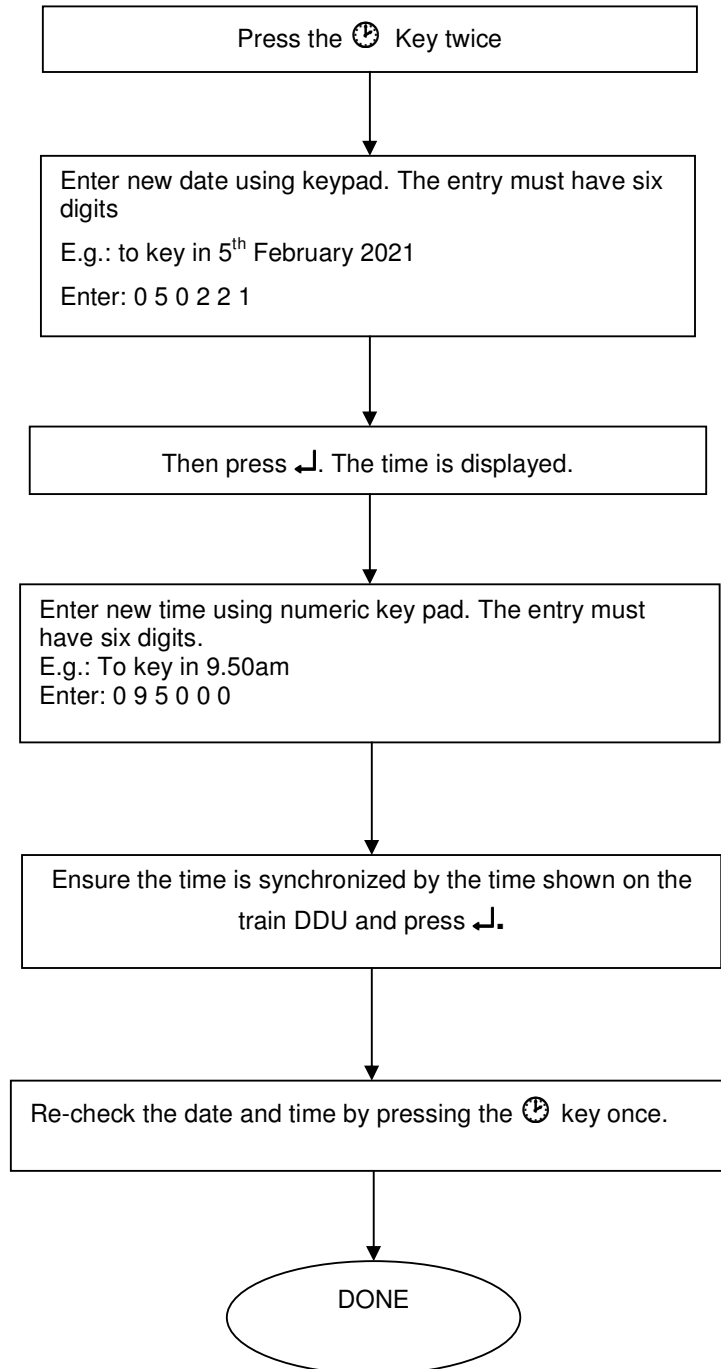 Press the 🕑 Key twice
Enter new date using keypad. The entry must have six
digits
E.g.: to key in 5th February 2021
Enter: 0 5 0 2 2 1
Then press ↵. The time is displayed.
Enter new time using numeric key pad. The entry must
have six digits.
E.g.: To key in 9.50am
Enter: 0 9 5 0 0 0
Ensure the time is synchronized by the time shown on the
train DDU and press ↵.
Re-check the date and time by pressing the 🕑 key once.
DONE